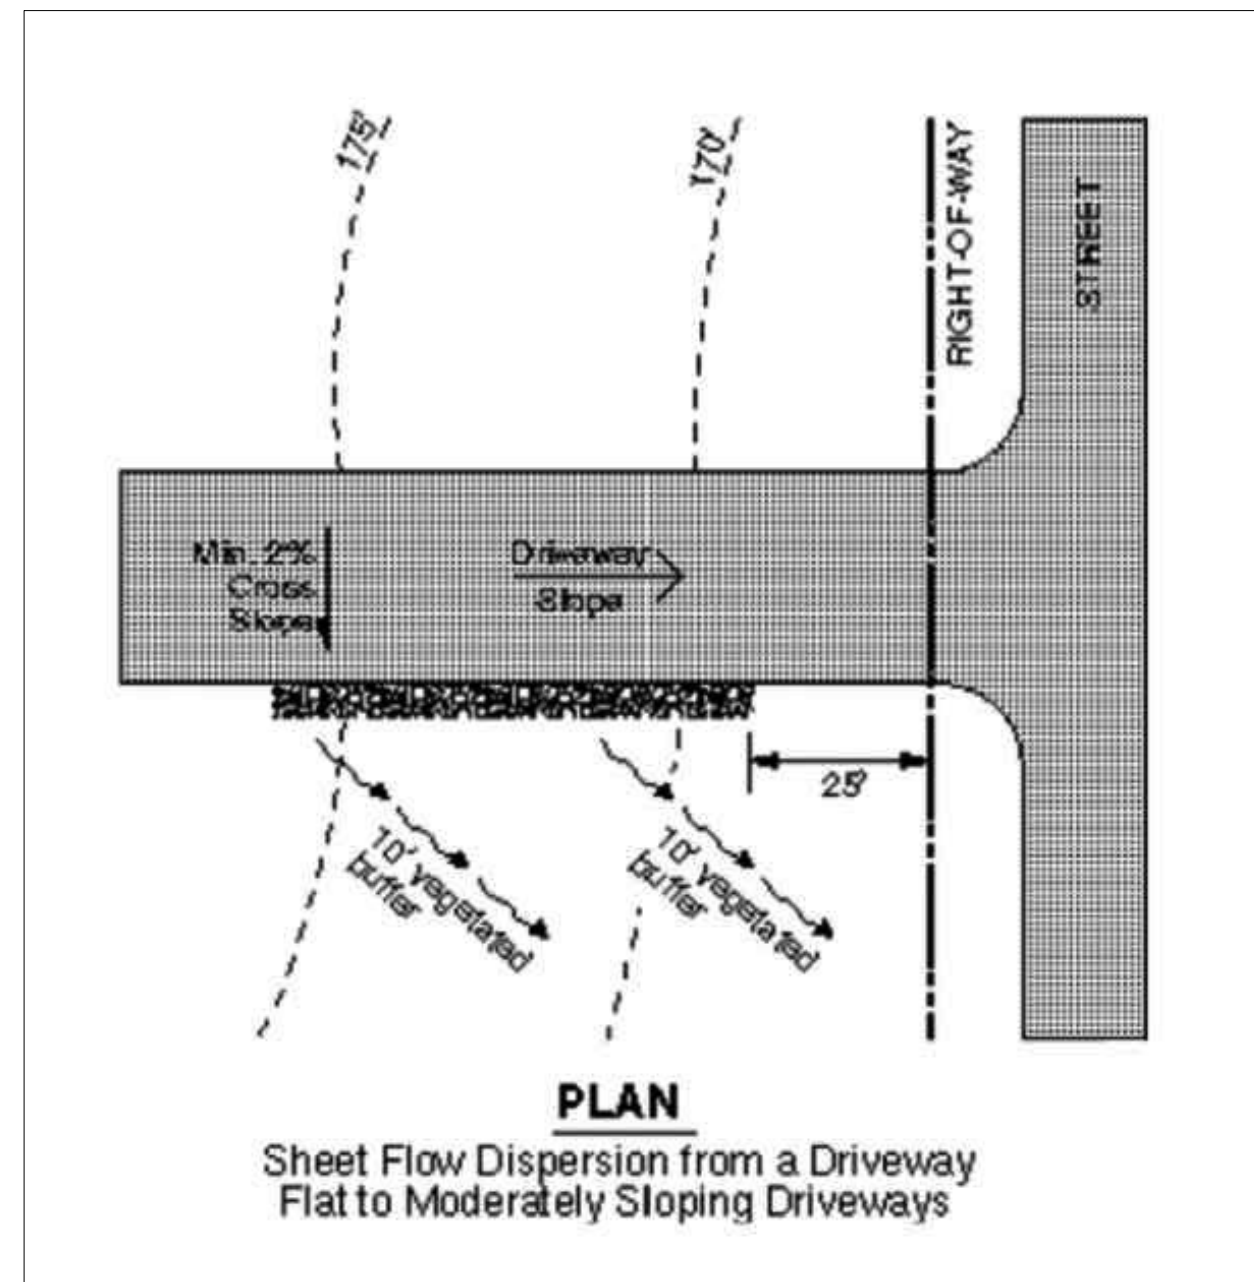 175'
170'
RIGHT-OF-WAY
STREET
Min. 2%
Cross
Slope
Driveway
Slope
25'
10' vegetated
buffer
10' vegetated
buffer
PLAN
Sheet Flow Dispersion from a Driveway
Flat to Moderately Sloping Driveways